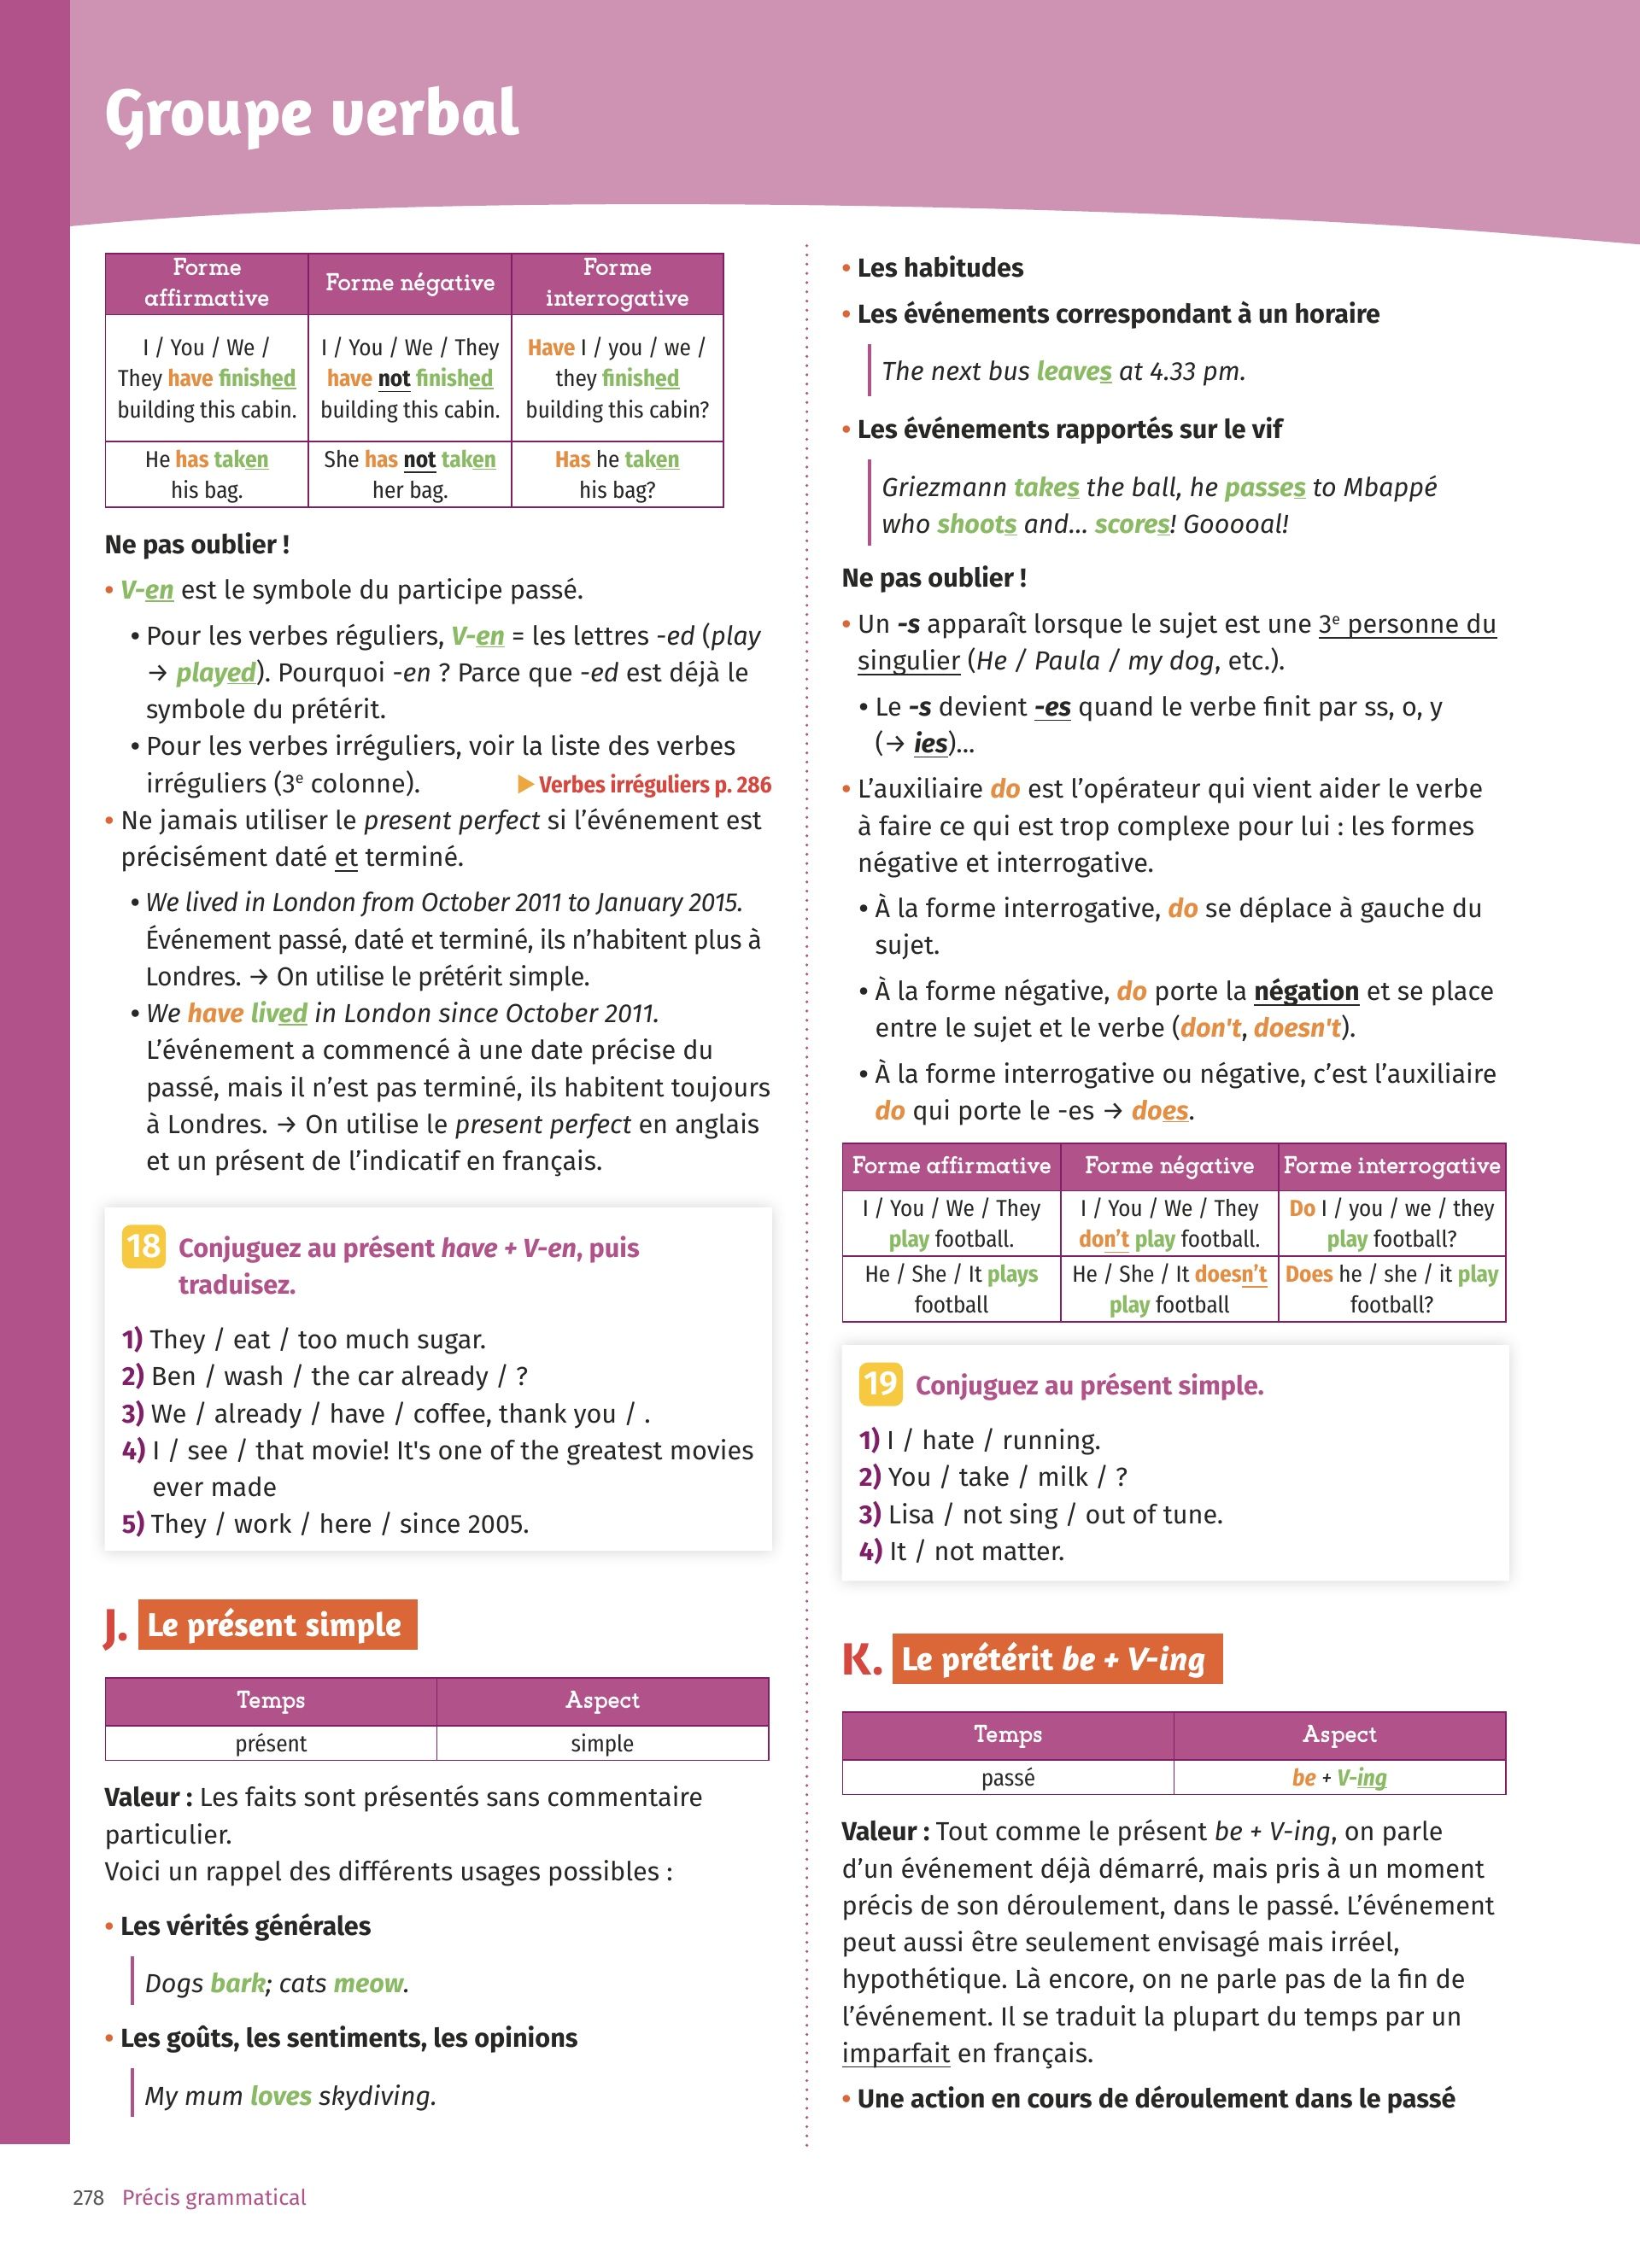 Groupe verbal
Forme affirmative
Forme négative
Forme interrogative
I / You / We /
They have finished
building this cabin.
I / You / We / They
have not finished
building this cabin.
Have I / you / we /
they finished
building this cabin?
He has taken
his bag.
She has not taken
her bag.
Has he taken
his bag?
Ne pas oublier !
• V-en est le symbole du participe passé.
• Pour les verbes réguliers, V-en = les lettres -ed (play
→ played). Pourquoi -en ? Parce que -ed est déjà le
symbole du prétérit.
• Pour les verbes irréguliers, voir la liste des verbes
irréguliers (3e colonne). ▶ Verbes irréguliers p. 286
• Ne jamais utiliser le present perfect si l’événement est
précisément daté et terminé.
• We lived in London from October 2011 to January 2015.
Événement passé, daté et terminé, ils n’habitent plus à
Londres. → On utilise le prétérit simple.
• We have lived in London since October 2011.
L’événement a commencé à une date précise du
passé, mais il n’est pas terminé, ils habitent toujours
à Londres. → On utilise le present perfect en anglais
et un présent de l’indicatif en français.
18 Conjuguez au présent have + V-en, puis
traduisez.
1) They / eat / too much sugar.
2) Ben / wash / the car already / ?
3) We / already / have / coffee, thank you / .
4) I / see / that movie! It's one of the greatest movies
ever made
5) They / work / here / since 2005.
J. Le présent simple
Temps
Aspect
présent
simple
Valeur : Les faits sont présentés sans commentaire
particulier.
Voici un rappel des différents usages possibles :
• Les vérités générales
Dogs bark; cats meow.
• Les goûts, les sentiments, les opinions
My mum loves skydiving.
• Les habitudes
• Les événements correspondant à un horaire
The next bus leaves at 4.33 pm.
• Les événements rapportés sur le vif
Griezmann takes the ball, he passes to Mbappé
who shoots and... scores! Gooooal!
Ne pas oublier !
• Un -s apparaît lorsque le sujet est une 3e personne du
singulier (He / Paula / my dog, etc.).
• Le -s devient -es quand le verbe finit par ss, o, y
(→ ies)...
• L’auxiliaire do est l’opérateur qui vient aider le verbe
à faire ce qui est trop complexe pour lui : les formes
négative et interrogative.
• À la forme interrogative, do se déplace à gauche du
sujet.
• À la forme négative, do porte la négation et se place
entre le sujet et le verbe (don't, doesn't).
• À la forme interrogative ou négative, c’est l’auxiliaire
do qui porte le -es → does.
Forme affirmative
Forme négative
Forme interrogative
I / You / We / They
play football.
I / You / We / They
don’t play football.
Do I / you / we / they
play football?
He / She / It plays
football
He / She / It doesn’t
play football
Does he / she / it play
football?
19 Conjuguez au présent simple.
1) I / hate / running.
2) You / take / milk / ?
3) Lisa / not sing / out of tune.
4) It / not matter.
K. Le prétérit be + V-ing
Temps
Aspect
passé
be + V-ing
Valeur : Tout comme le présent be + V-ing, on parle
d’un événement déjà démarré, mais pris à un moment
précis de son déroulement, dans le passé. L’événement
peut aussi être seulement envisagé mais irréel,
hypothétique. Là encore, on ne parle pas de la fin de
l’événement. Il se traduit la plupart du temps par un
imparfait en français.
• Une action en cours de déroulement dans le passé
278 Précis grammatical